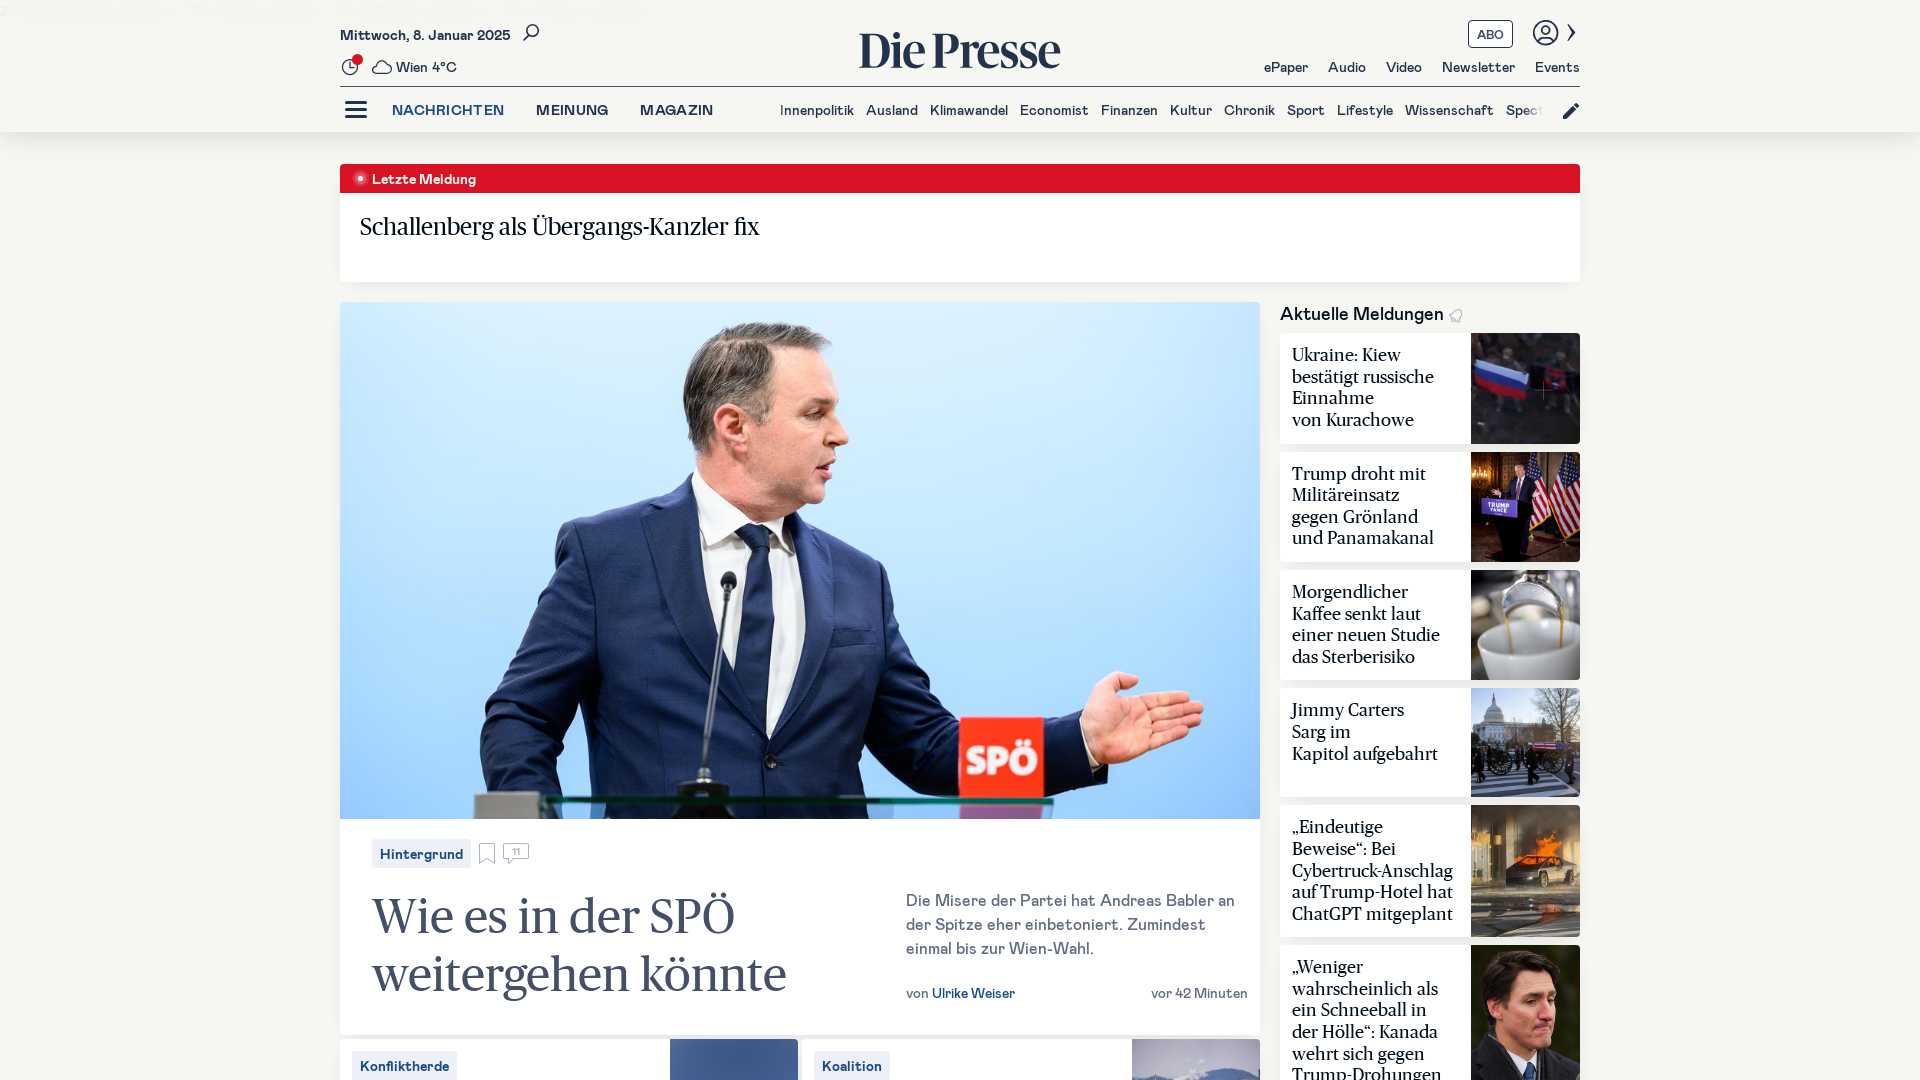 Mittwoch, 8. Januar 2025
Wien 4°C
Die Presse
ABO
ePaper Audio Video Newsletter Events
NACHRICHTEN MEINUNG MAGAZIN
Innenpolitik Ausland Klimawandel Economist Finanzen Kultur Chronik Sport Lifestyle Wissenschaft Spect
Letzte Meldung
Schallenberg als Übergangs-Kanzler fix
SPÖ
Hintergrund
11
Wie es in der SPÖ
weitergehen könnte
Die Misere der Partei hat Andreas Babler an
der Spitze eher einbetoniert. Zumindest
einmal bis zur Wien-Wahl.
von Ulrike Weiser
vor 42 Minuten
Konfliktherde
Koalition
Aktuelle Meldungen
Ukraine: Kiew
bestätigt russische
Einnahme
von Kurachowe
Trump droht mit
Militäreinsatz
gegen Grönland
und Panamakanal
TRUMP
VANCE
Morgendlicher
Kaffee senkt laut
einer neuen Studie
das Sterberisiko
Jimmy Carters
Sarg im
Kapitol aufgebahrt
„Eindeutige
Beweise“: Bei
Cybertruck-Anschlag
auf Trump-Hotel hat
ChatGPT mitgeplant
„Weniger
wahrscheinlich als
ein Schneeball in
der Hölle“: Kanada
wehrt sich gegen
Trump-Drohungen